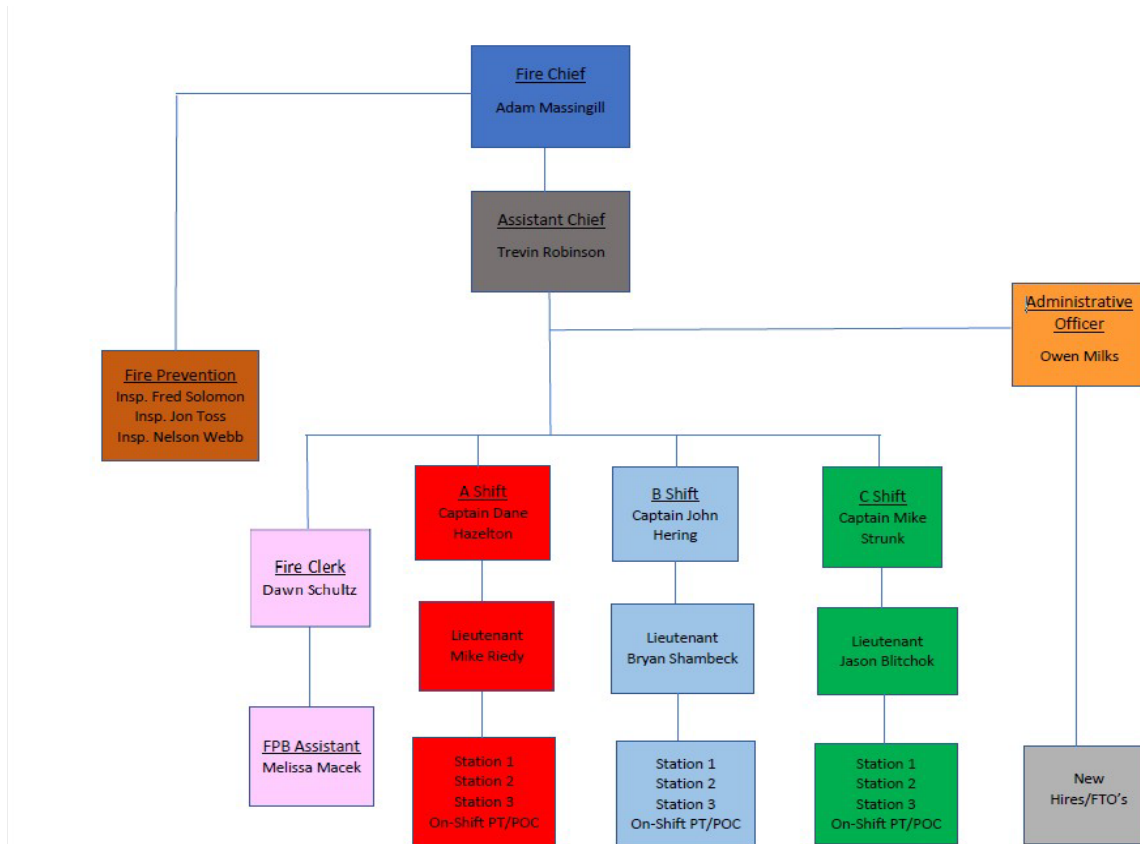 Fire Chief
Adam Massingill
Assistant Chief
Trevin Robinson
Administrative
Officer
Owen Milks
Fire Prevention
Insp. Fred Solomon
Insp. Jon Toss
Insp. Nelson Webb
A Shift
Captain Dane
Hazelton
B Shift
Captain John
Hering
C Shift
Captain Mike
Strunk
Fire Clerk
Dawn Schultz
Lieutenant
Mike Riedy
Lieutenant
Bryan Shambeck
Lieutenant
Jason Blitchok
FPB Assistant
Melissa Macek
Station 1
Station 2
Station 3
On-Shift PT/POC
Station 1
Station 2
Station 3
On-Shift PT/POC
Station 1
Station 2
Station 3
On-Shift PT/POC
New
Hires/FTO's